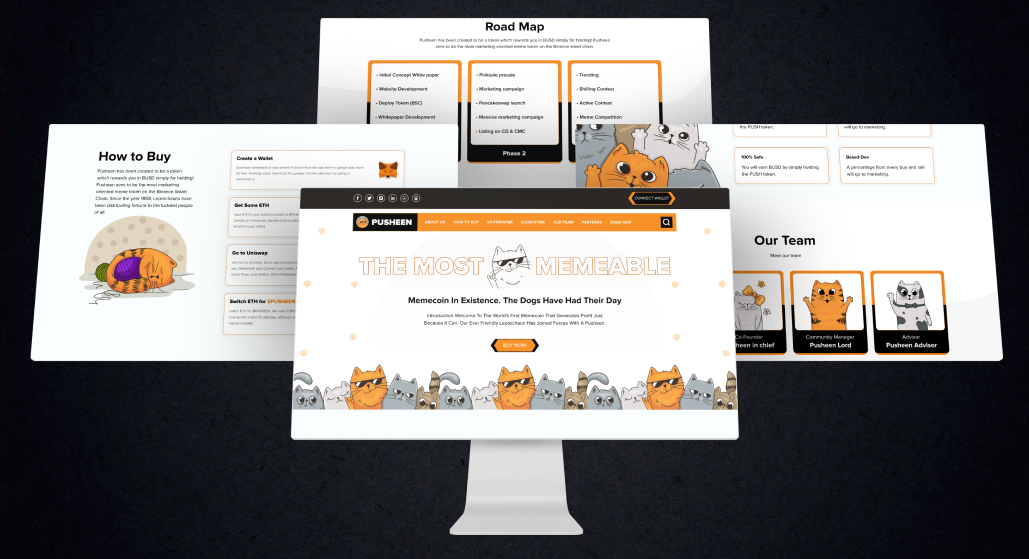 Road Map
Pusheen has been created to be a token which rewards you in BUSD simply for holding! Pusheen
aims to be the most marketing oriented meme token on the Binance smart chain.
• Initial Concept White paper
• Website Development
• Deploy Token (BSC)
• Whitepaper Development
• Pinksale presale
• Marketing campaign
• Pancakeswap launch
• Massive marketing campaign
• Listing on CG & CMC
Phase 2
• Trending
• Shilling Contest
• Active Contest
• Meme Competition
How to Buy
Pusheen has been created to be a token
which rewards you in BUSD simply for holding!
Pusheen aims to be the most marketing
oriented meme token on the Binance Smart
Chain. Since the year 1808, Leprechauns have
been distributing fortune to the luckiest people
of all
Create a Wallet
Get Some ETH
Go to Uniswap
Switch ETH for $PUSHEEN
the PUSH token.
will go to marketing.
100% Safe
You will earn BUSD by simply holding
the PUSH token.
Based Dev
A percentage from every buy and sell
will go to marketing.
Our Team
Meet our team
Co-Founder
heen in chief
Community Manager
Pusheen Lord
Advisor
Pusheen Advisor
CONNECT WALLET
PUSHEEN
ABOUT US
HOW TO BUY
WHITEPAPER
ECOSYSTEM
OUR TEAM
PARTNERS
ROAD MAP
THE MOST MEMEABLE
Memecoin In Existence. The Dogs Have Had Their Day
Introduction Welcome To The World's First Memecoin That Generates Profit Just
Because It Can. Our Ever Friendly Leprechaun Has Joined Forces With A Pusheen.
BUY NOW